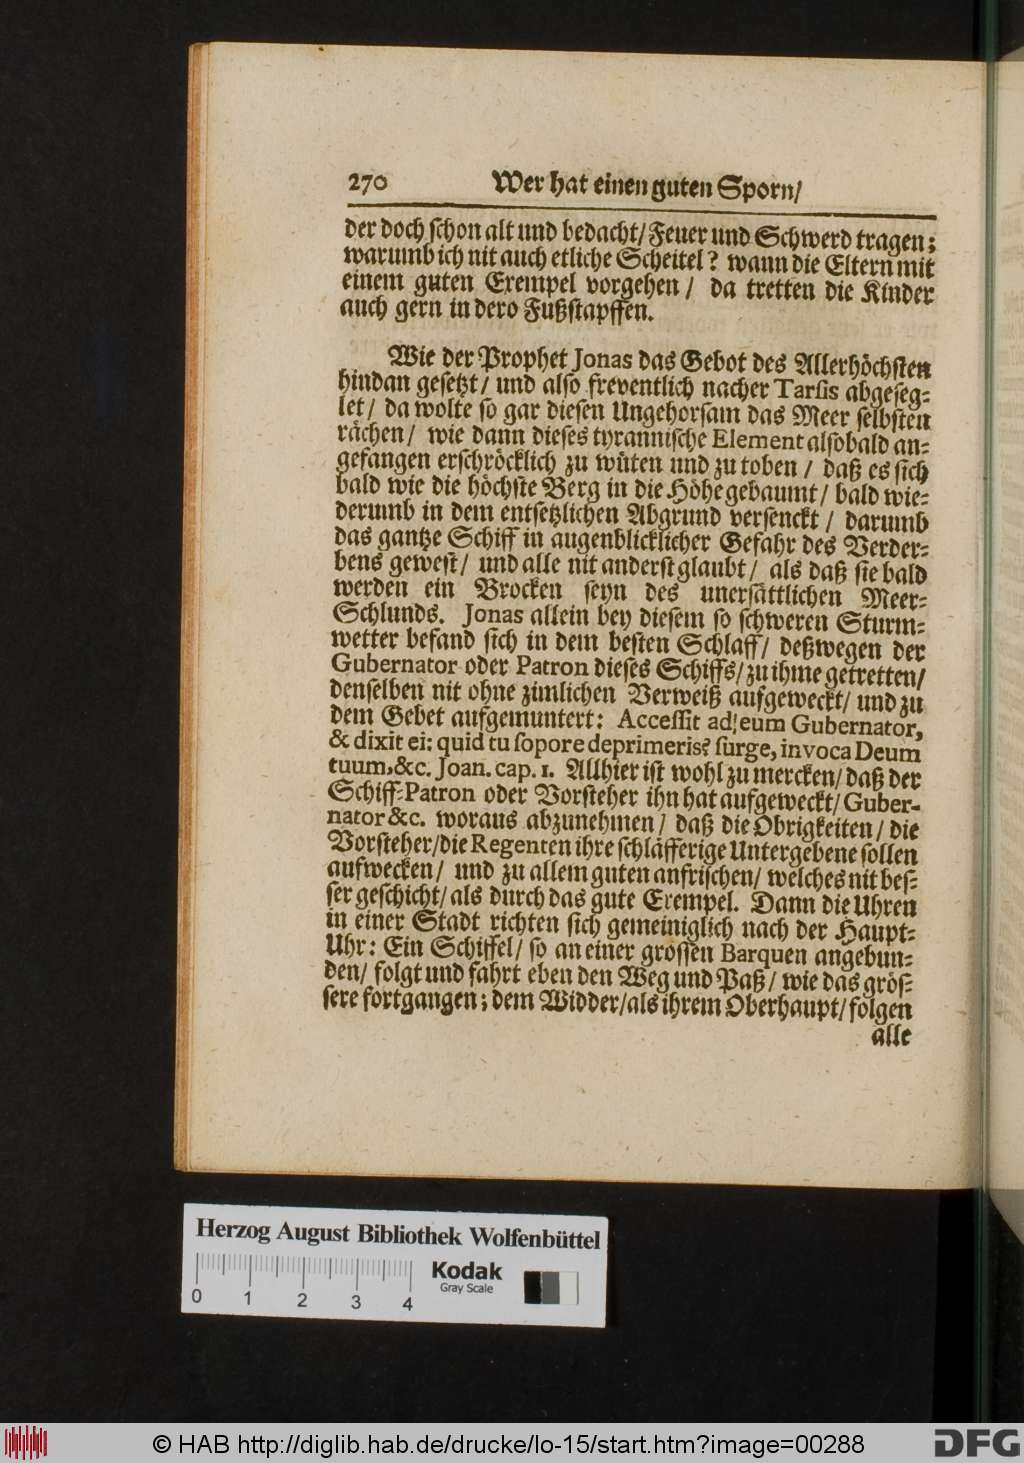 270 Wer hat einen guten Sporn/
der doch schon alt und bedacht/ Feuer und Schwerd tragen;
warumb ich nit auch etliche Scheitel? wann die Eltern mit
einem guten Exempel vorgehen / da tretten die Kinder
auch gern in dero Fußstapffen.
Wie der Prophet Jonas das Gebot des Allerhöchsten
hindan gesetzt/ und also freventlich nacher Tarsis abgeseg-
let/ da wolte so gar diesen Ungehorsam das Meer selbsten
rächen/ wie dann dieses tyrannische Element alsobald an-
gefangen erschröcklich zu wüten und zu toben / daß es sich
bald wie die höchste Berg in die Höhe gebaumt/ bald wie-
derumb in dem entsetzlichen Abgrund versenckt / darumb
das gantze Schiff in augenblicklicher Gefahr des Verder-
bens gewest/ und alle nit anderst glaubt/ als daß sie bald
werden ein Brocken seyn des unersättlichen Meer-
Schlunds. Jonas allein bey diesem so schweren Sturm-
wetter befand sich in dem besten Schlaff/ deßwegen der
Gubernator oder Patron dieses Schiffs/ zu ihme getretten/
denselben nit ohne zimlichen Verweiß aufgeweckt/ und zu
dem Gebet aufgemuntert: Accessit ad eum Gubernator,
& dixit ei: quid tu sopore deprimeris? surge, invoca Deum
tuum, &c. Joan. cap. 1. Allhier ist wohl zu mercken/ daß der
Schiff-Patron oder Vorsteher ihn hat aufgeweckt/ Guber-
nator &c. woraus abzunehmen/ daß die Obrigkeiten/ die
Vorsteher/ die Regenten ihre schläfferige Untergebene sollen
aufwecken/ und zu allem guten anfrischen/ welches nit bes-
ser geschicht/ als durch das gute Exempel. Dann die Uhren
in einer Stadt richten sich gemeiniglich nach der Haupt-
Uhr: Ein Schiffel/ so an einer grossen Barquen angebun-
den/ folgt und fahrt eben den Weg und Paß/ wie das grös-
sere fortgangen; dem Widder/ als ihrem Oberhaupt/ folgen
alle
Herzog August Bibliothek Wolfenbüttel
Kodak
Gray Scale
0 1 2 3 4
© HAB http://diglib.hab.de/drucke/lo-15/start.htm?image=00288
DFG